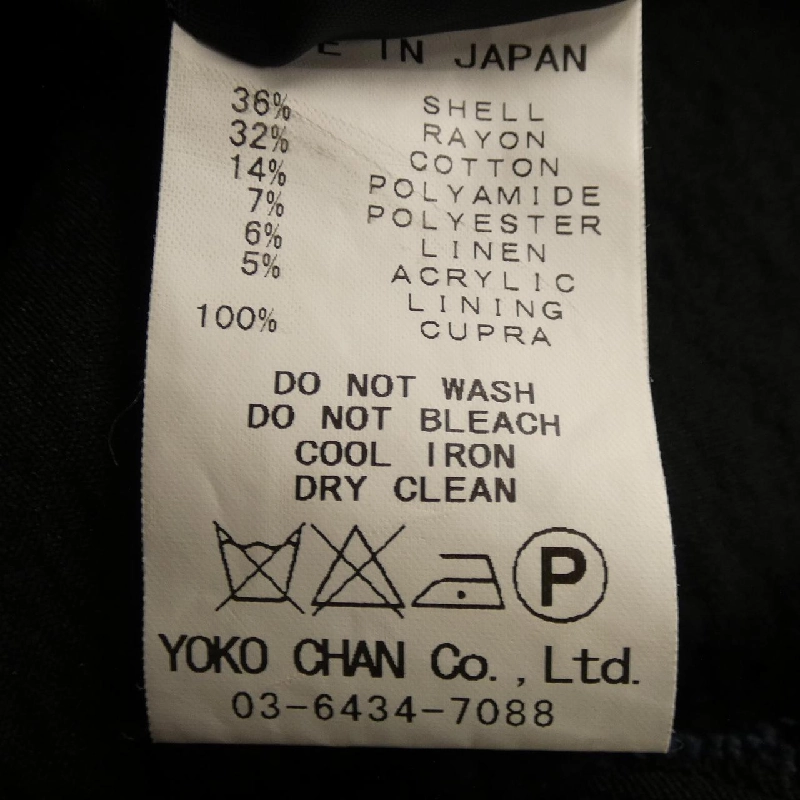 IN JAPAN
SHELL
36% RAYON
32% COTTON
14% POLYAMIDE
7% POLYESTER
6% LINEN
5% ACRYLIC
LINING
100% CUPRA
DO NOT WASH
DO NOT BLEACH
COOL IRON
DRY CLEAN
P
YOKO CHAN Co., Ltd.
03-6434-7088